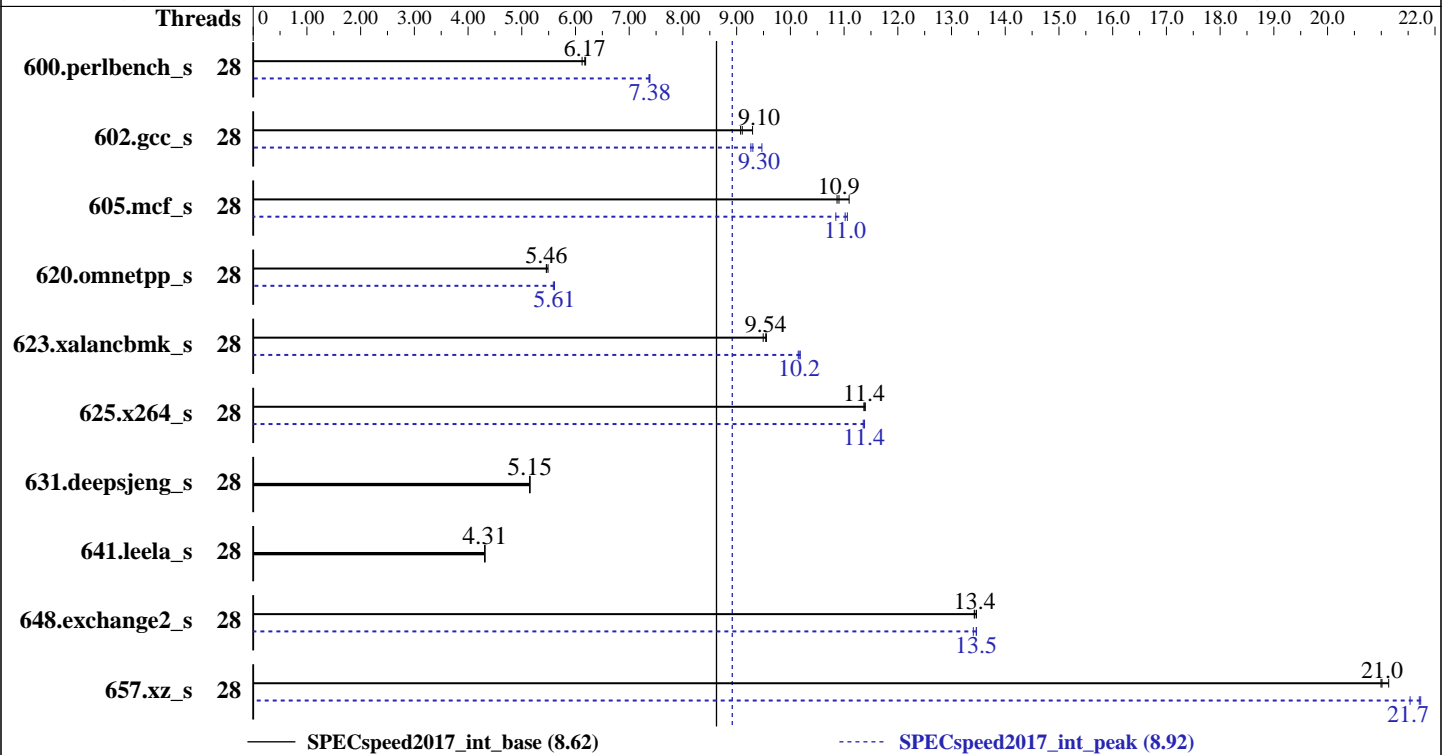 Threads 0 1.00 2.00 3.00 4.00 5.00 6.00 7.00 8.00 9.00 10.0 11.0 12.0 13.0 14.0 15.0 16.0 17.0 18.0 19.0 20.0 22.0
6.17
600.perlbench_s 28
7.38
9.10
602.gcc_s 28
9.30
10.9
605.mcf_s 28
11.0
5.46
620.omnetpp_s 28
5.61
9.54
623.xalancbmk_s 28
10.2
11.4
625.x264_s 28
11.4
5.15
631.deepsjeng_s 28
4.31
641.leela_s 28
13.4
648.exchange2_s 28
13.5
21.0
657.xz_s 28
21.7
SPECspeed2017_int_base (8.62) SPECspeed2017_int_peak (8.92)